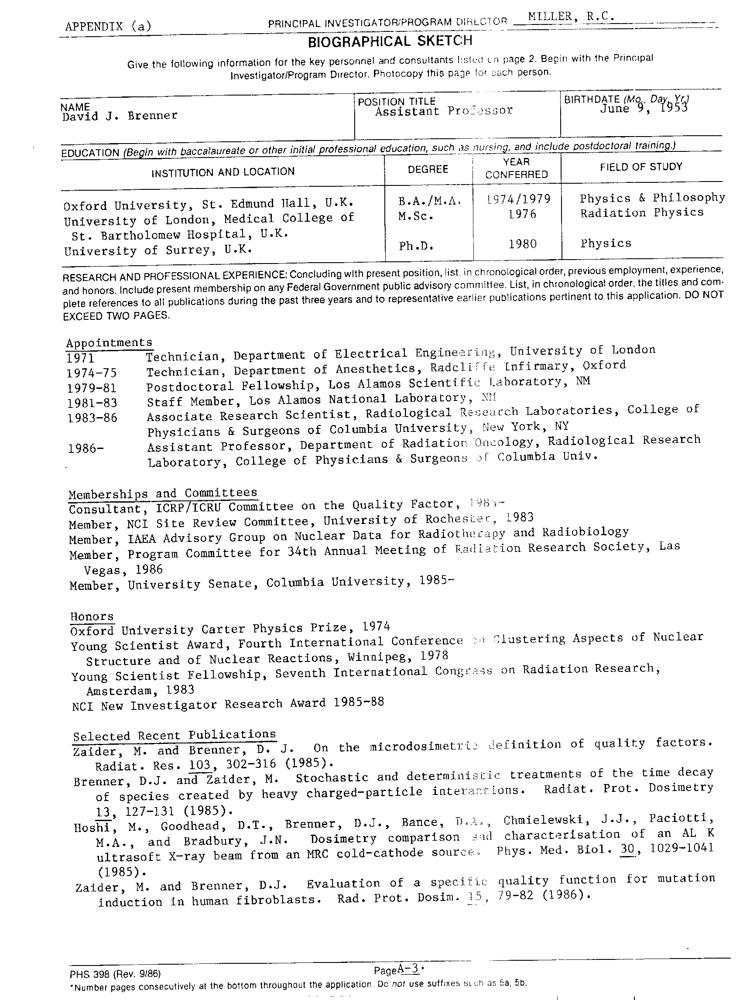 APPENDIX (a)
PRINCIPAL INVESTIGATOR/PROGRAM DIRECTOR MILLER, R.C.
BIOGRAPHICAL SKETCH
Give the following information for the key personnel and consultants listed on page 2. Begin with the Principal
Investigator/Program Director. Photocopy this page for each person.
NAME
David J. Brenner
POSITION TITLE
Assistant Professor
BIRTHDATE (Mo., Day, Yr.)
June 9, 1953
EDUCATION (Begin with baccalaureate or other initial professional education, such as nursing, and include postdoctoral training.)
INSTITUTION AND LOCATION DEGREE YEAR CONFERRED FIELD OF STUDY
Oxford University, St. Edmund Hall, U.K. B.A./M.A. 1974/1979 Physics & Philosophy
University of London, Medical College of M.Sc. 1976 Radiation Physics
St. Bartholomew Hospital, U.K.
University of Surrey, U.K. Ph.D. 1980 Physics
RESEARCH AND PROFESSIONAL EXPERIENCE: Concluding with present position, list, in chronological order, previous employment, experience,
and honors. Include present membership on any Federal Government public advisory committee. List, in chronological order, the titles and com-
plete references to all publications during the past three years and to representative earlier publications pertinent to this application. DO NOT
EXCEED TWO PAGES.
Appointments
1971 Technician, Department of Electrical Engineering, University of London
1974-75 Technician, Department of Anesthetics, Radcliffe Infirmary, Oxford
1979-81 Postdoctoral Fellowship, Los Alamos Scientific Laboratory, NM
1981-83 Staff Member, Los Alamos National Laboratory, NM
1983-86 Associate Research Scientist, Radiological Research Laboratories, College of
Physicians & Surgeons of Columbia University, New York, NY
1986- Assistant Professor, Department of Radiation Oncology, Radiological Research
Laboratory, College of Physicians & Surgeons of Columbia Univ.
Memberships and Committees
Consultant, ICRP/ICRU Committee on the Quality Factor,
Member, NCI Site Review Committee, University of Rochester, 1983
Member, IAEA Advisory Group on Nuclear Data for Radiotherapy and Radiobiology
Member, Program Committee for 34th Annual Meeting of Radiation Research Society, Las
Vegas, 1986
Member, University Senate, Columbia University, 1985-
Honors
Oxford University Carter Physics Prize, 1974
Young Scientist Award, Fourth International Conference on Clustering Aspects of Nuclear
Structure and of Nuclear Reactions, Winnipeg, 1978
Young Scientist Fellowship, Seventh International Congress on Radiation Research,
Amsterdam, 1983
NCI New Investigator Research Award 1985-88
Selected Recent Publications
Zaider, M. and Brenner, D. J. On the microdosimetric definition of quality factors.
Radiat. Res. 103, 302-316 (1985).
Brenner, D.J. and Zaider, M. Stochastic and deterministic treatments of the time decay
of species created by heavy charged-particle interactions. Radiat. Prot. Dosimetry
13, 127-131 (1985).
Hoshi, M., Goodhead, D.T., Brenner, D.J., Bance, D.A., Chmielewski, J.J., Paciotti,
M.A., and Bradbury, J.N. Dosimetry comparison and characterisation of an AL K
ultrasoft X-ray beam from an MRC cold-cathode source. Phys. Med. Biol. 30, 1029-1041
(1985).
Zaider, M. and Brenner, D.J. Evaluation of a specific quality function for mutation
induction in human fibroblasts. Rad. Prot. Dosim. 15, 79-82 (1986).
PHS 398 (Rev. 9/86) Page A-3 *
*Number pages consecutively at the bottom throughout the application. Do not use suffixes such as 5a, 5b.